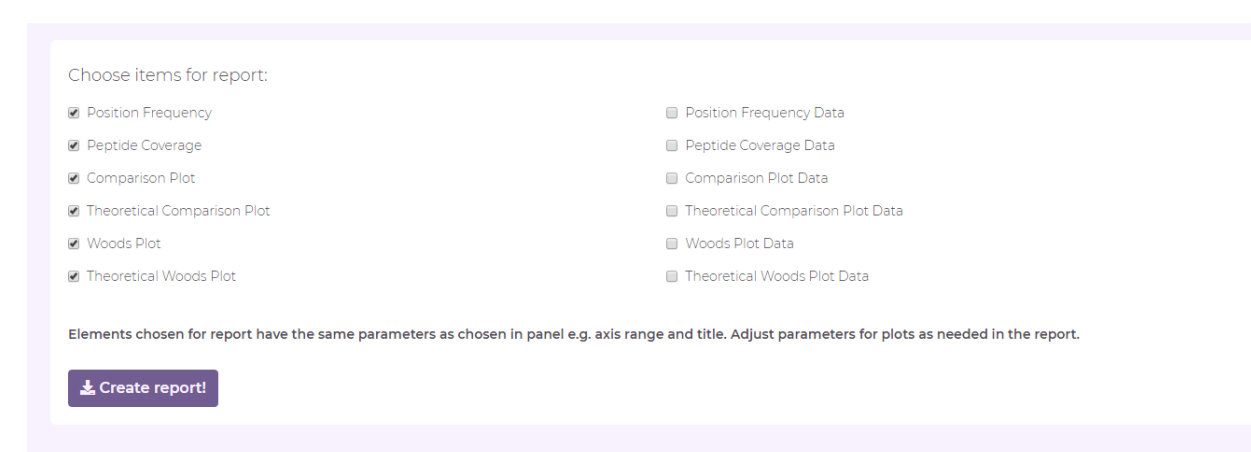 Choose items for report:
Position Frequency
Position Frequency Data
Peptide Coverage
Peptide Coverage Data
Comparison Plot
Comparison Plot Data
Theoretical Comparison Plot
Theoretical Comparison Plot Data
Woods Plot
Woods Plot Data
Theoretical Woods Plot
Theoretical Woods Plot Data
Elements chosen for report have the same parameters as chosen in panel e.g. axis range and title. Adjust parameters for plots as needed in the report.
Create report!